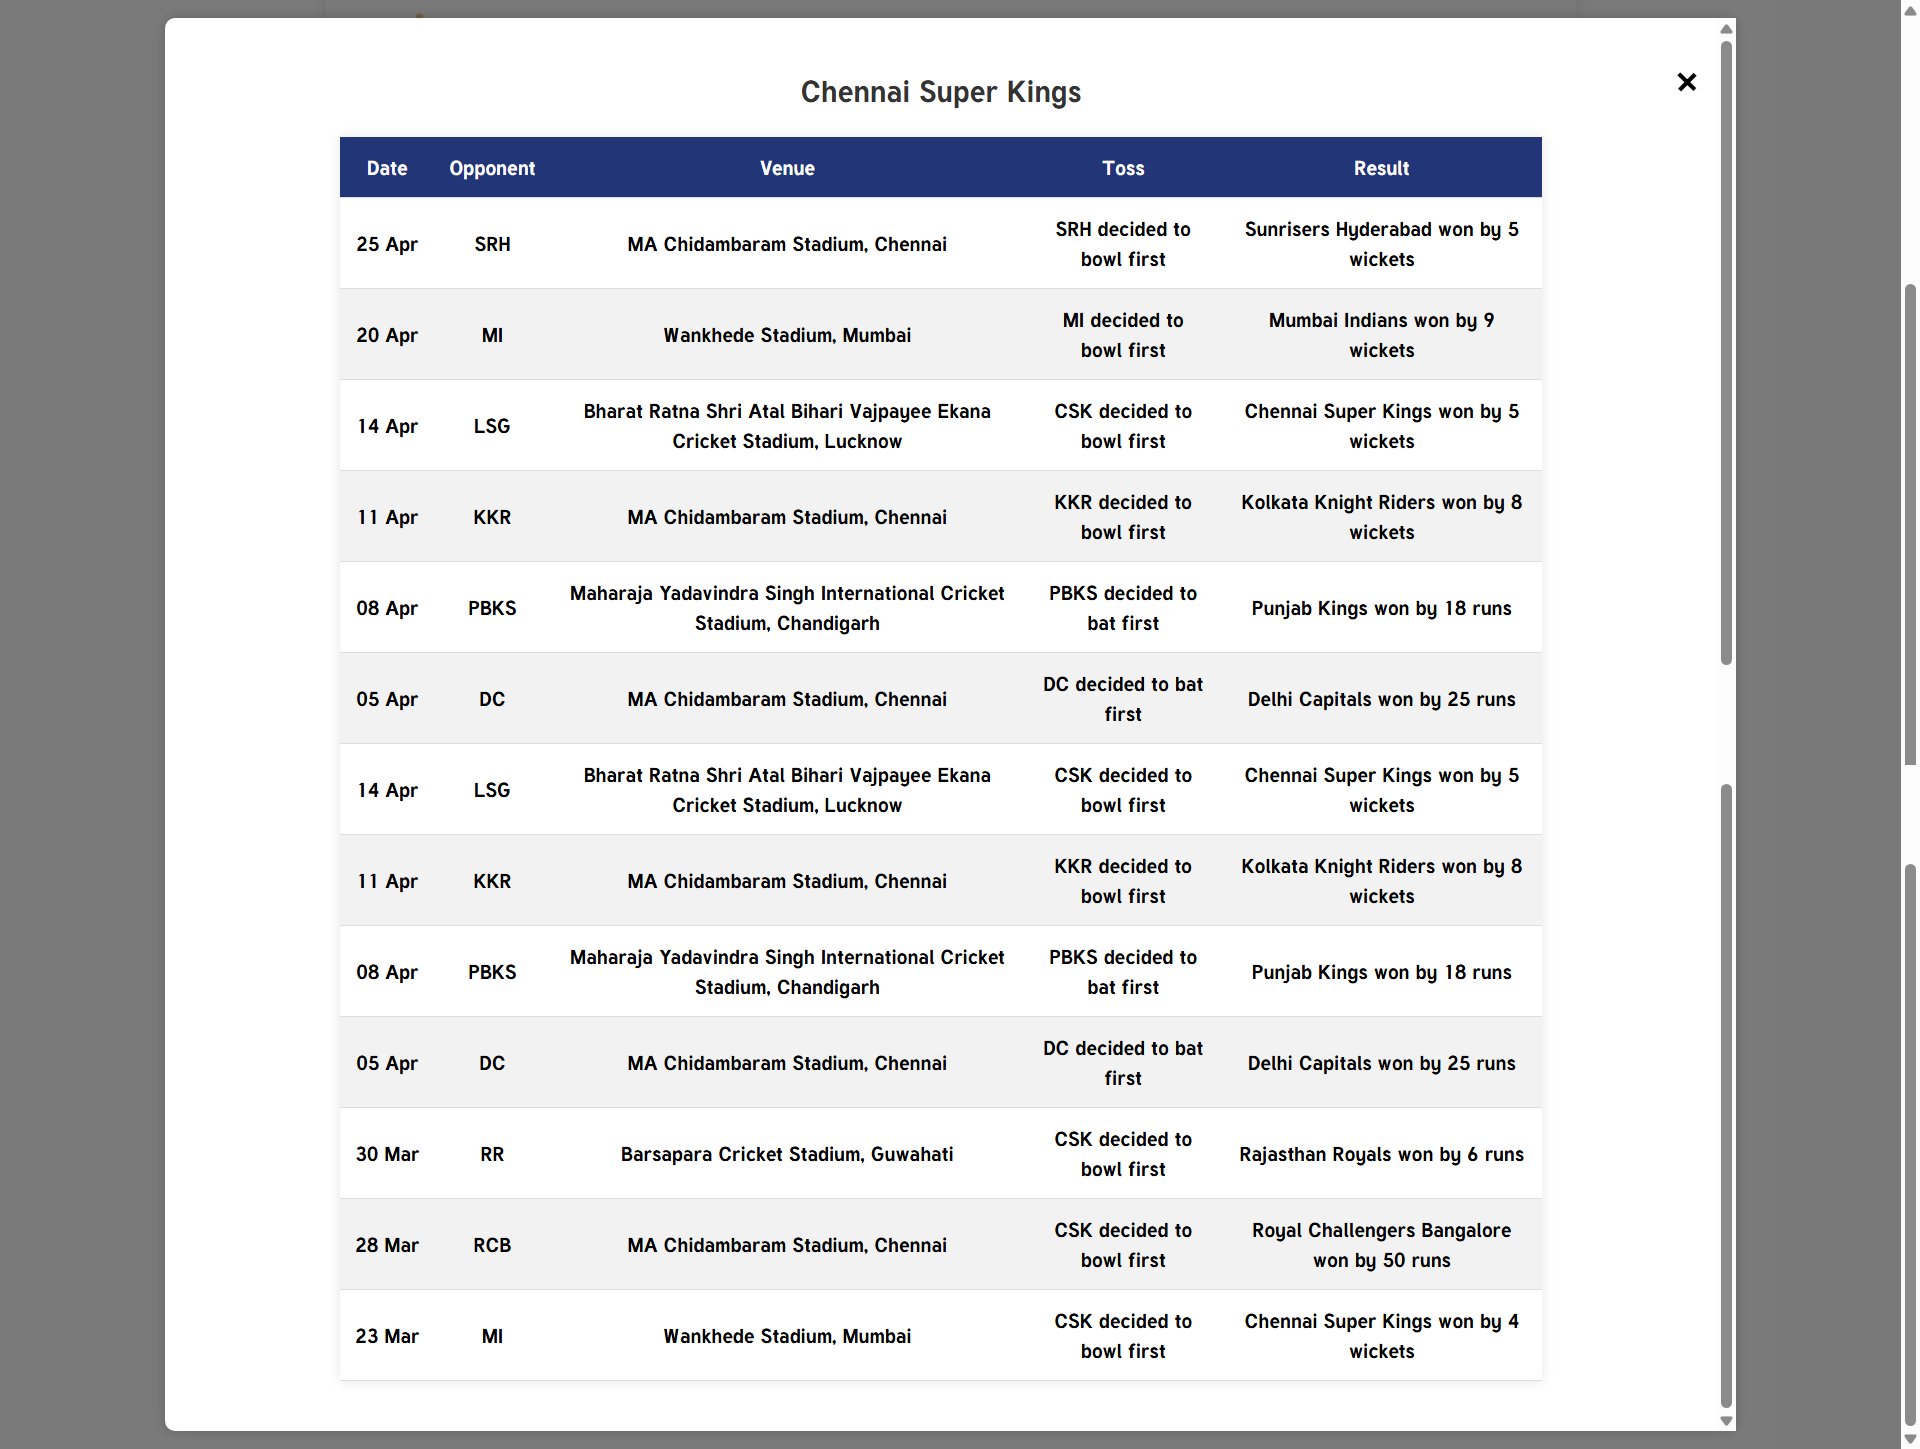 Chennai Super Kings
Date Opponent Venue Toss Result
25 Apr SRH MA Chidambaram Stadium, Chennai SRH decided to bowl first Sunrisers Hyderabad won by 5 wickets
20 Apr MI Wankhede Stadium, Mumbai MI decided to bowl first Mumbai Indians won by 9 wickets
14 Apr LSG Bharat Ratna Shri Atal Bihari Vajpayee Ekana Cricket Stadium, Lucknow CSK decided to bowl first Chennai Super Kings won by 5 wickets
11 Apr KKR MA Chidambaram Stadium, Chennai KKR decided to bowl first Kolkata Knight Riders won by 8 wickets
08 Apr PBKS Maharaja Yadavindra Singh International Cricket Stadium, Chandigarh PBKS decided to bat first Punjab Kings won by 18 runs
05 Apr DC MA Chidambaram Stadium, Chennai DC decided to bat first Delhi Capitals won by 25 runs
14 Apr LSG Bharat Ratna Shri Atal Bihari Vajpayee Ekana Cricket Stadium, Lucknow CSK decided to bowl first Chennai Super Kings won by 5 wickets
11 Apr KKR MA Chidambaram Stadium, Chennai KKR decided to bowl first Kolkata Knight Riders won by 8 wickets
08 Apr PBKS Maharaja Yadavindra Singh International Cricket Stadium, Chandigarh PBKS decided to bat first Punjab Kings won by 18 runs
05 Apr DC MA Chidambaram Stadium, Chennai DC decided to bat first Delhi Capitals won by 25 runs
30 Mar RR Barsapara Cricket Stadium, Guwahati CSK decided to bowl first Rajasthan Royals won by 6 runs
28 Mar RCB MA Chidambaram Stadium, Chennai CSK decided to bowl first Royal Challengers Bangalore won by 50 runs
23 Mar MI Wankhede Stadium, Mumbai CSK decided to bowl first Chennai Super Kings won by 4 wickets